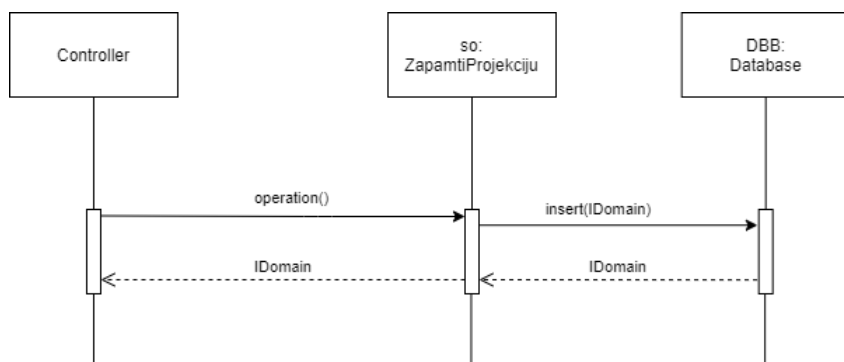 Controller
so:
ZapamtiProjekciju
DBB:
Database
operation()
insert(IDomain)
IDomain
IDomain